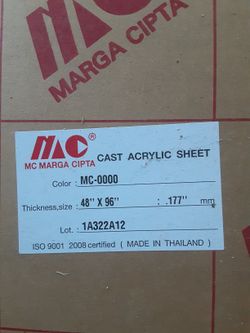 MC
MARGA CIPTA
MC ®
MC MARGA CIPTA
CAST ACRYLIC SHEET
Color : MC-0000
Thickness,size : 48" X 96" : .177" mm
Lot. : 1A322A12
ISO 9001 2008 certified ( MADE IN THAILAND )